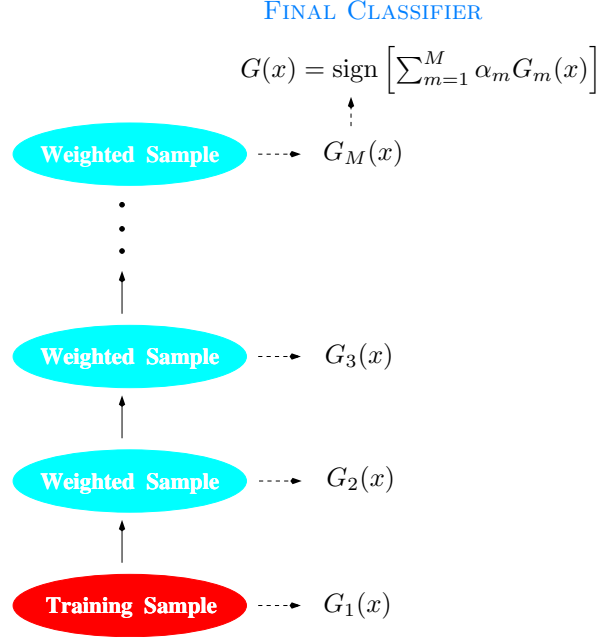 FINAL CLASSIFIER
G(x) = sign [∑_{m=1}^{M} α_m G_m(x)]
Weighted Sample
G_M(x)
Weighted Sample
G_3(x)
Weighted Sample
G_2(x)
Training Sample
G_1(x)